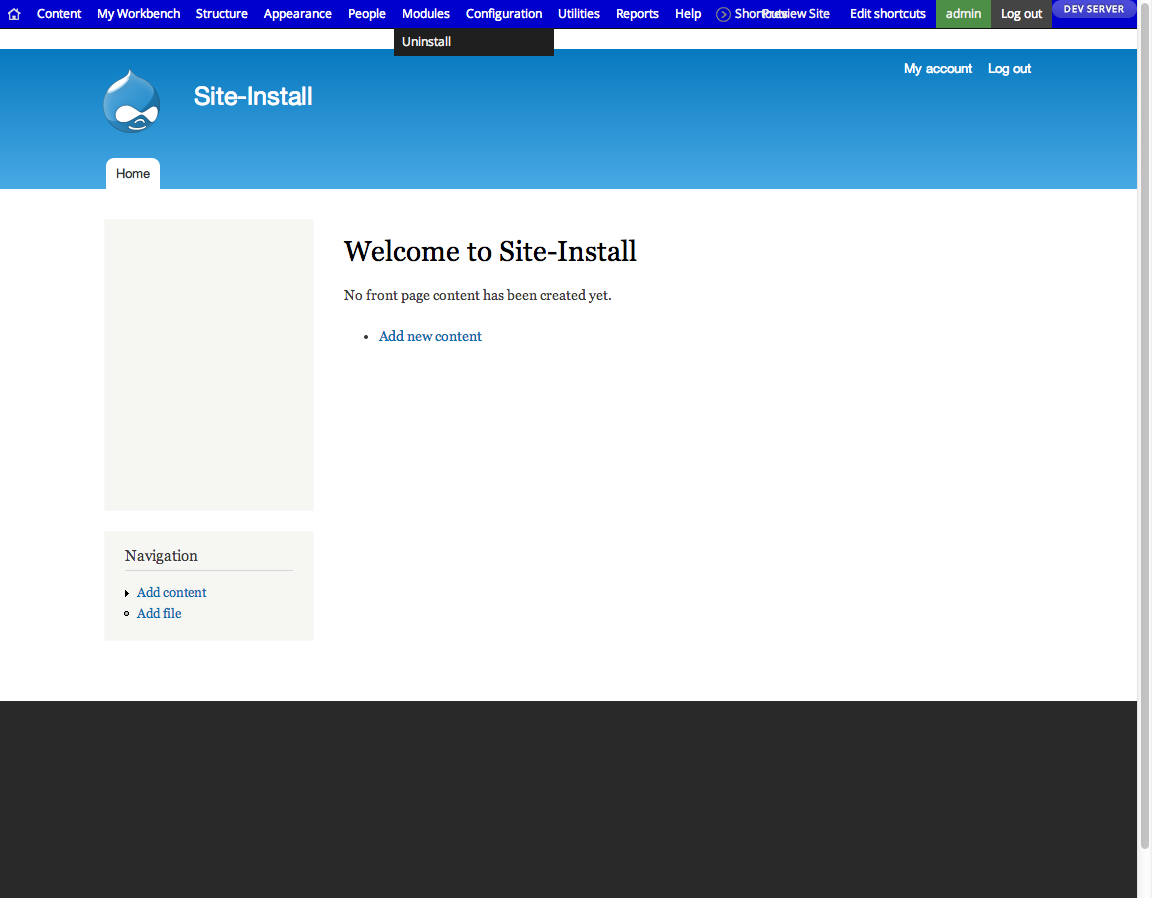 Content My Workbench Structure Appearance People Modules Configuration Utilities Reports Help Shortcuts Preview Site Edit shortcuts admin Log out DEV SERVER
Uninstall
My account Log out
Site-Install
Home
Welcome to Site-Install
No front page content has been created yet.
Add new content
Navigation
Add content
Add file